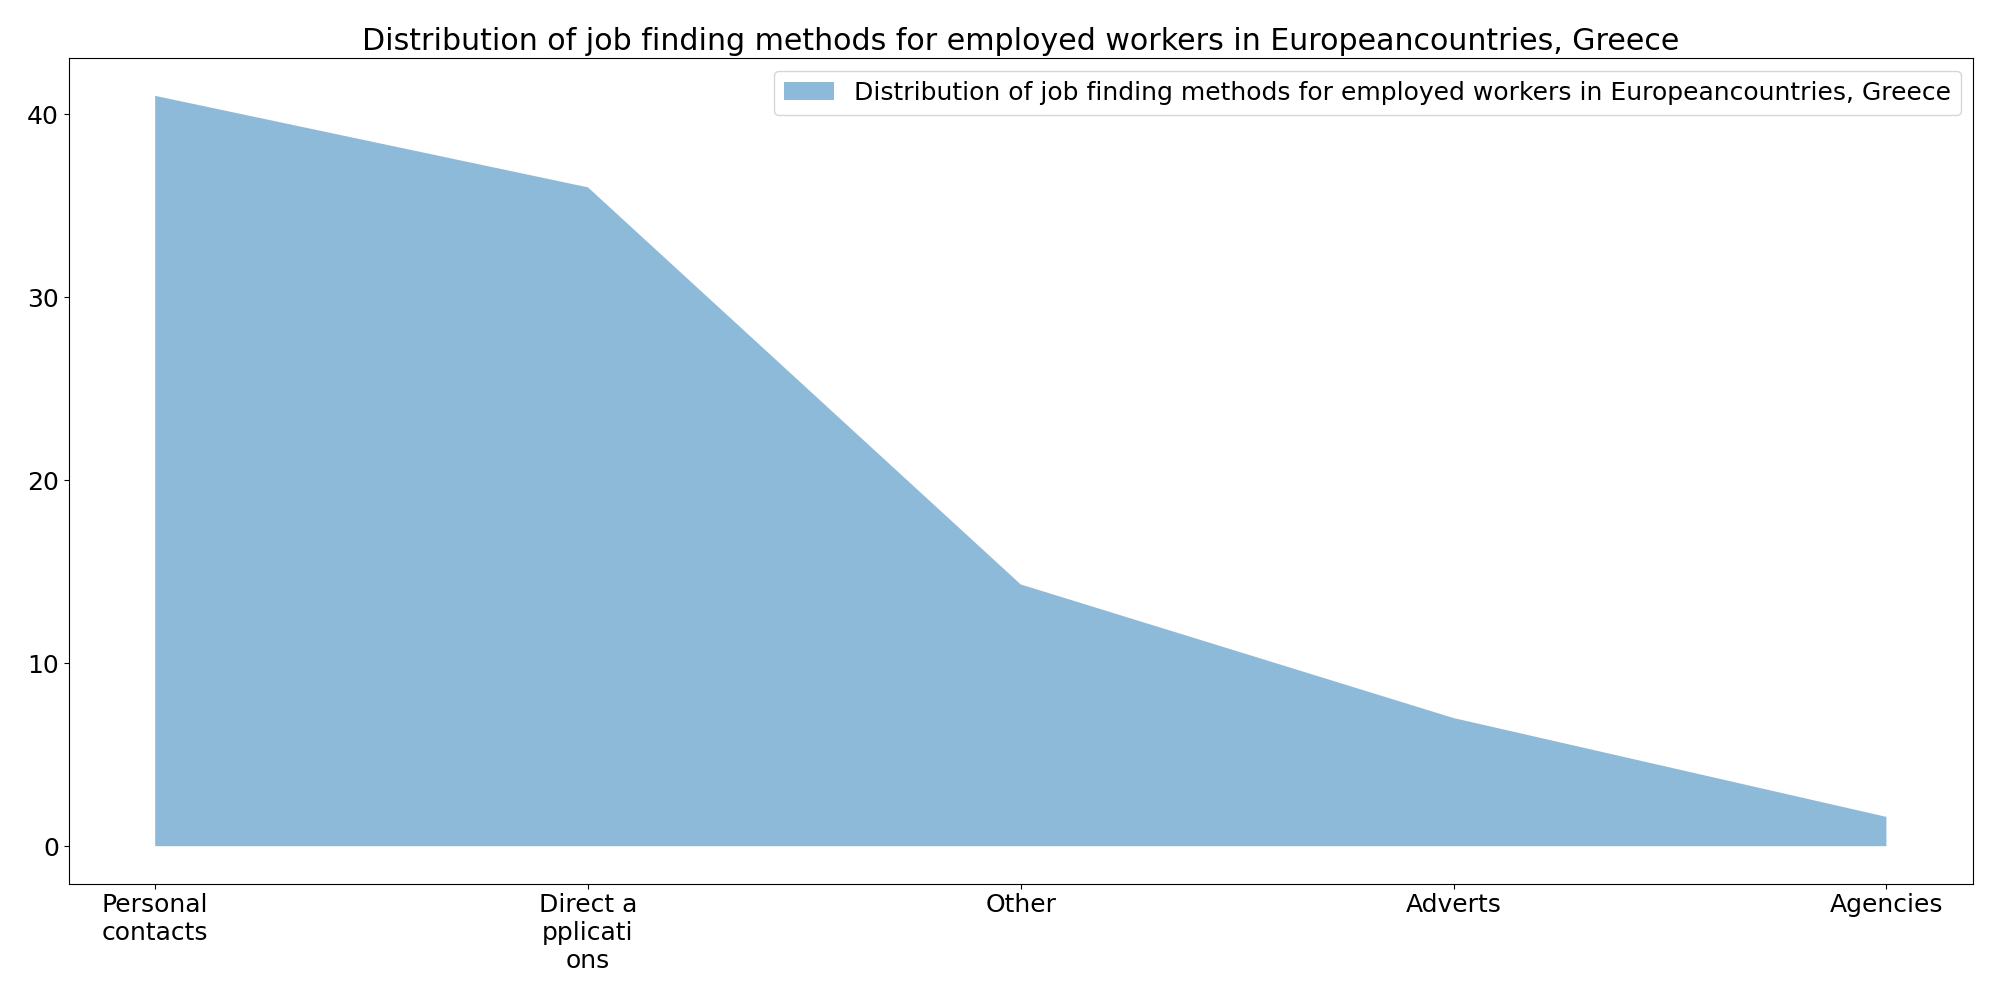 Distribution of job finding methods for employed workers in Europeancountries, Greece
Distribution of job finding methods for employed workers in Europeancountries, Greece
40
30
20
10
0
Personal
contacts
Direct a
pplicati
ons
Other
Adverts
Agencies